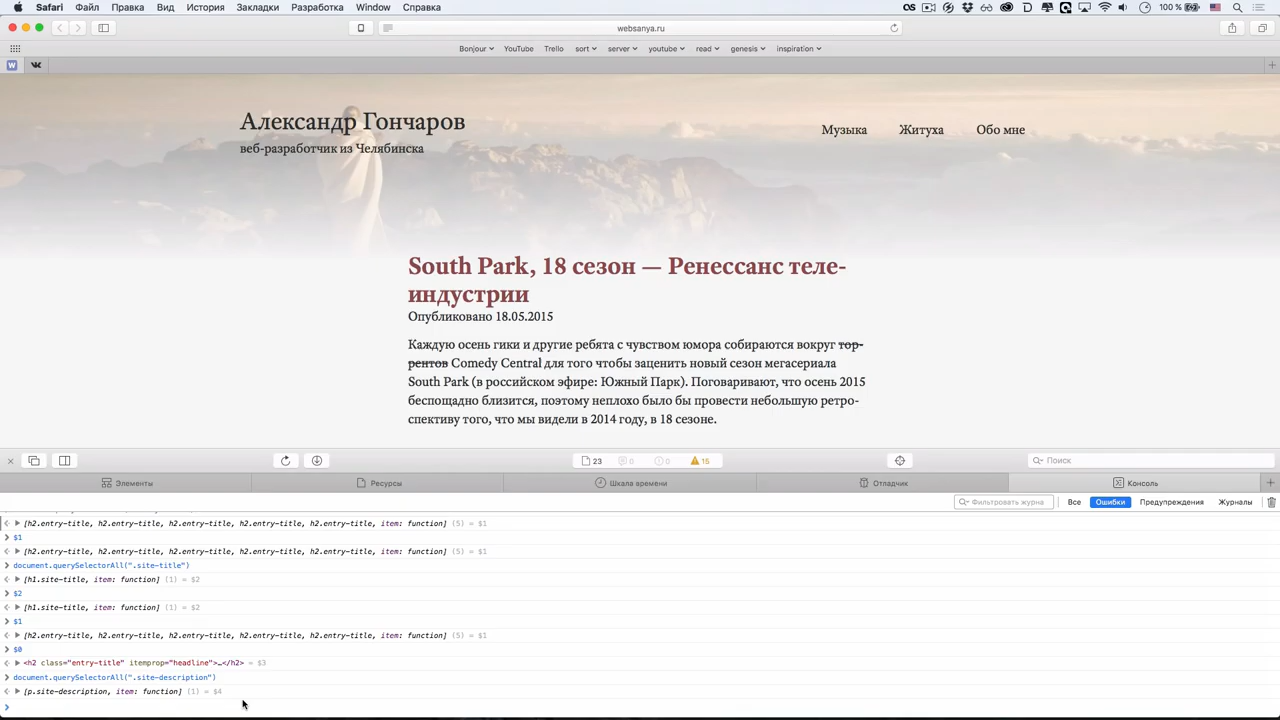 Safari Файл Правка Вид История Закладки Разработка Window Справка 100 %
websanya.ru
Bonjour YouTube Trello sort server youtube read genesis inspiration
Александр Гончаров
веб-разработчик из Челябинска
Музыка Житуха Обо мне
South Park, 18 сезон — Ренессанс теле-
индустрии
Опубликовано 18.05.2015
Каждую осень гики и другие ребята с чувством юмора собираются вокруг тор-
рентов Comedy Central для того чтобы заценить новый сезон мегасериала
South Park (в российском эфире: Южный Парк). Поговаривают, что осень 2015
беспощадно близится, поэтому неплохо было бы провести небольшую ретро-
спективу того, что мы видели в 2014 году, в 18 сезоне.
23 0 0 15 Поиск
Элементы Ресурсы Шкала времени Отладчик Консоль
Фильтровать журна Все Ошибки Предупреждения Журналы
[h2.entry-title, h2.entry-title, h2.entry-title, h2.entry-title, h2.entry-title, item: function] (5) = $1
$1
[h2.entry-title, h2.entry-title, h2.entry-title, h2.entry-title, h2.entry-title, item: function] (5) = $1
document.querySelectorAll(".site-title")
[h1.site-title, item: function] (1) = $2
$2
[h1.site-title, item: function] (1) = $2
$1
[h2.entry-title, h2.entry-title, h2.entry-title, h2.entry-title, h2.entry-title, item: function] (5) = $1
$0
<h2 class="entry-title" itemprop="headline">…</h2> = $3
document.querySelectorAll(".site-description")
[p.site-description, item: function] (1) = $4